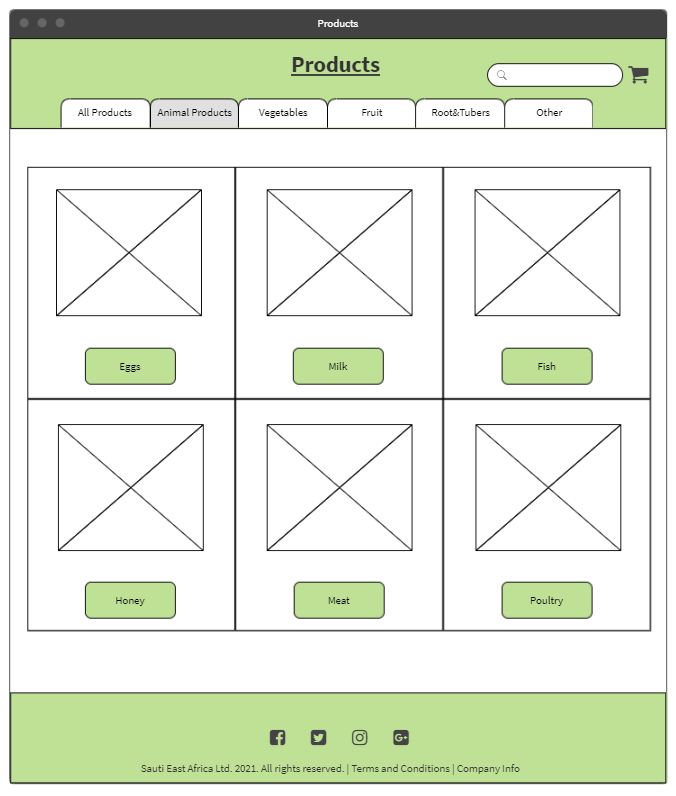 Products
Products
All Products
Animal Products
Vegetables
Fruit
Root&Tubers
Other
Eggs
Milk
Fish
Honey
Meat
Poultry
Sauti East Africa Ltd. 2021. All rights reserved. | Terms and Conditions | Company Info